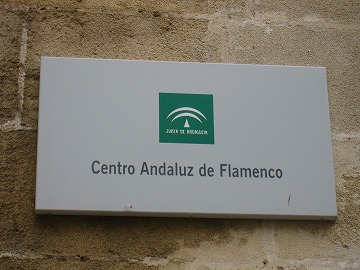 JUNTA DE ANDALUCIA
Centro Andaluz de Flamenco